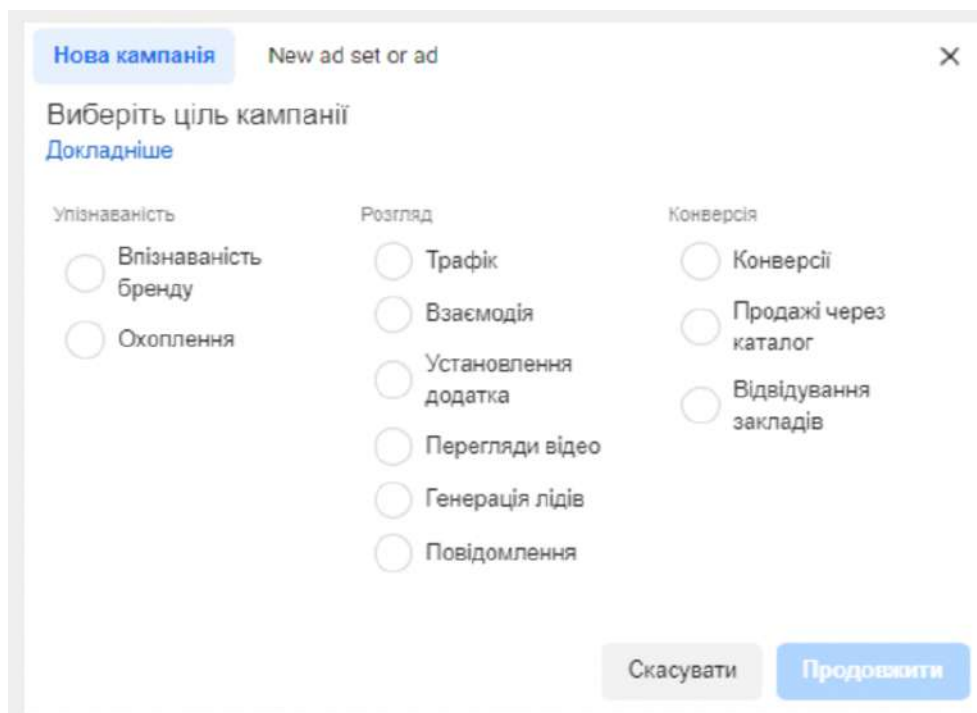 Нова кампанія New ad set or ad
Виберіть ціль кампанії
Докладніше
Упізнаваність
Впізнаваність
бренду
Охоплення
Розгляд
Трафік
Взаємодія
Установлення
додатка
Перегляди відео
Генерація лідів
Повідомлення
Конверсія
Конверсії
Продажі через
каталог
Відвідування
закладів
Скасувати Продовжити